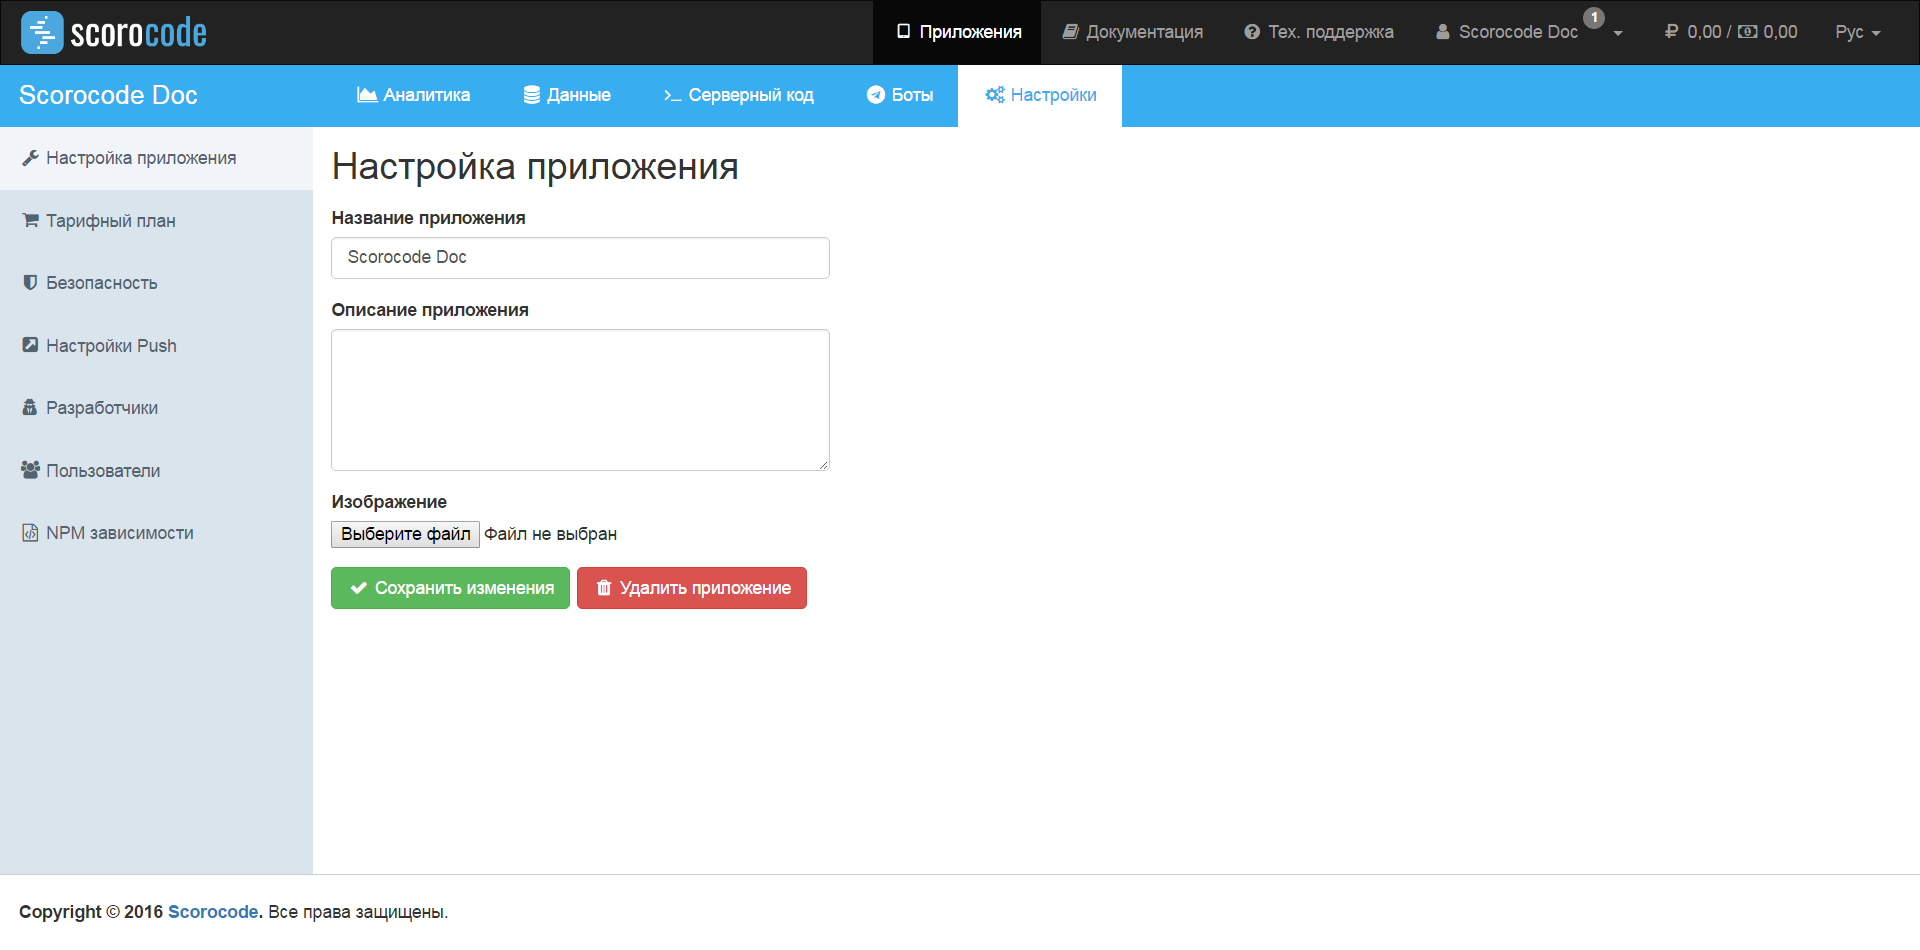 scorocode Приложения Документация Тех. поддержка Scorocode Doc 1 0,00 / 0,00 Рус
Scorocode Doc Аналитика Данные Серверный код Боты Настройки
Настройка приложения
Тарифный план
Безопасность
Настройки Push
Разработчики
Пользователи
NPM зависимости
Настройка приложения
Название приложения
Scorocode Doc
Описание приложения
Изображение
Выберите файл Файл не выбран
Сохранить изменения Удалить приложение
Copyright © 2016 Scorocode. Все права защищены.